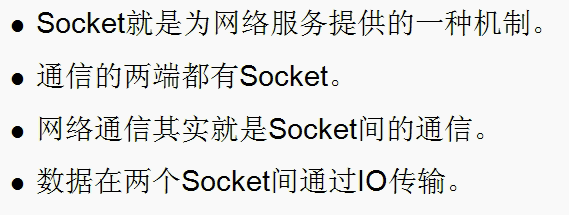 ● Socket就是为网络服务提供的一种机制。
● 通信的两端都有Socket。
● 网络通信其实就是Socket间的通信。
● 数据在两个Socket间通过IO传输。